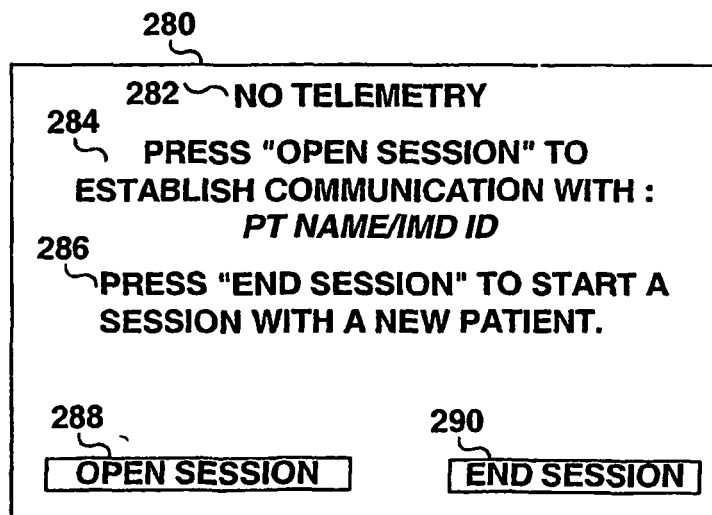 280
282 NO TELEMETRY
284
PRESS "OPEN SESSION" TO
ESTABLISH COMMUNICATION WITH :
PT NAME/IMD ID
286
PRESS "END SESSION" TO START A
SESSION WITH A NEW PATIENT.
288 290
OPEN SESSION END SESSION